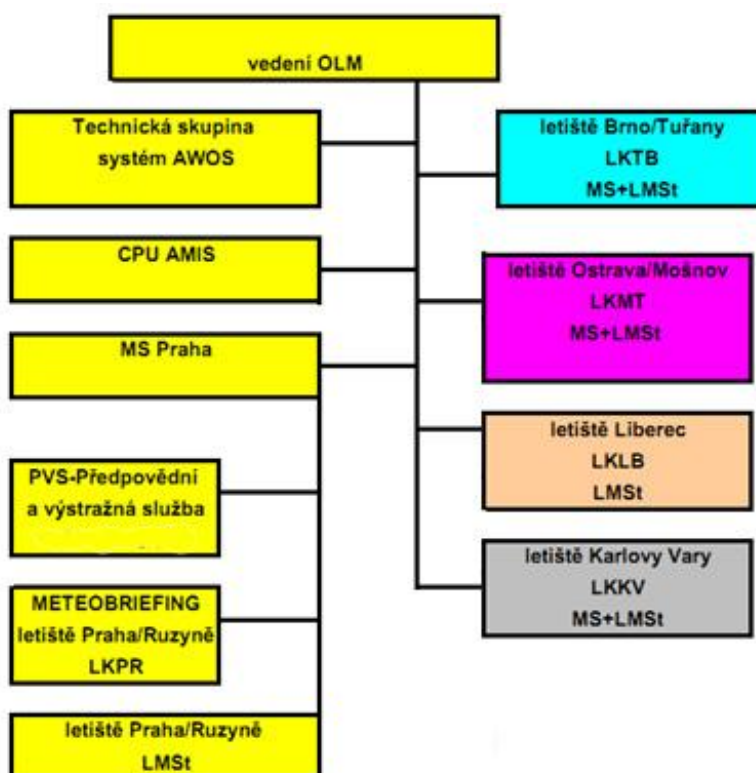 vedení OLM
Technická skupina
systém AWOS
CPU AMIS
MS Praha
PVS-Předpovědní
a výstražná služba
METEOBRIEFING
letiště Praha/Ruzyně
LKPR
letiště Praha/Ruzyně
LMSt
letiště Brno/Tuřany
LKTB
MS+LMSt
letiště Ostrava/Mošnov
LKMT
MS+LMSt
letiště Liberec
LKLB
LMSt
letiště Karlovy Vary
LKKV
MS+LMSt